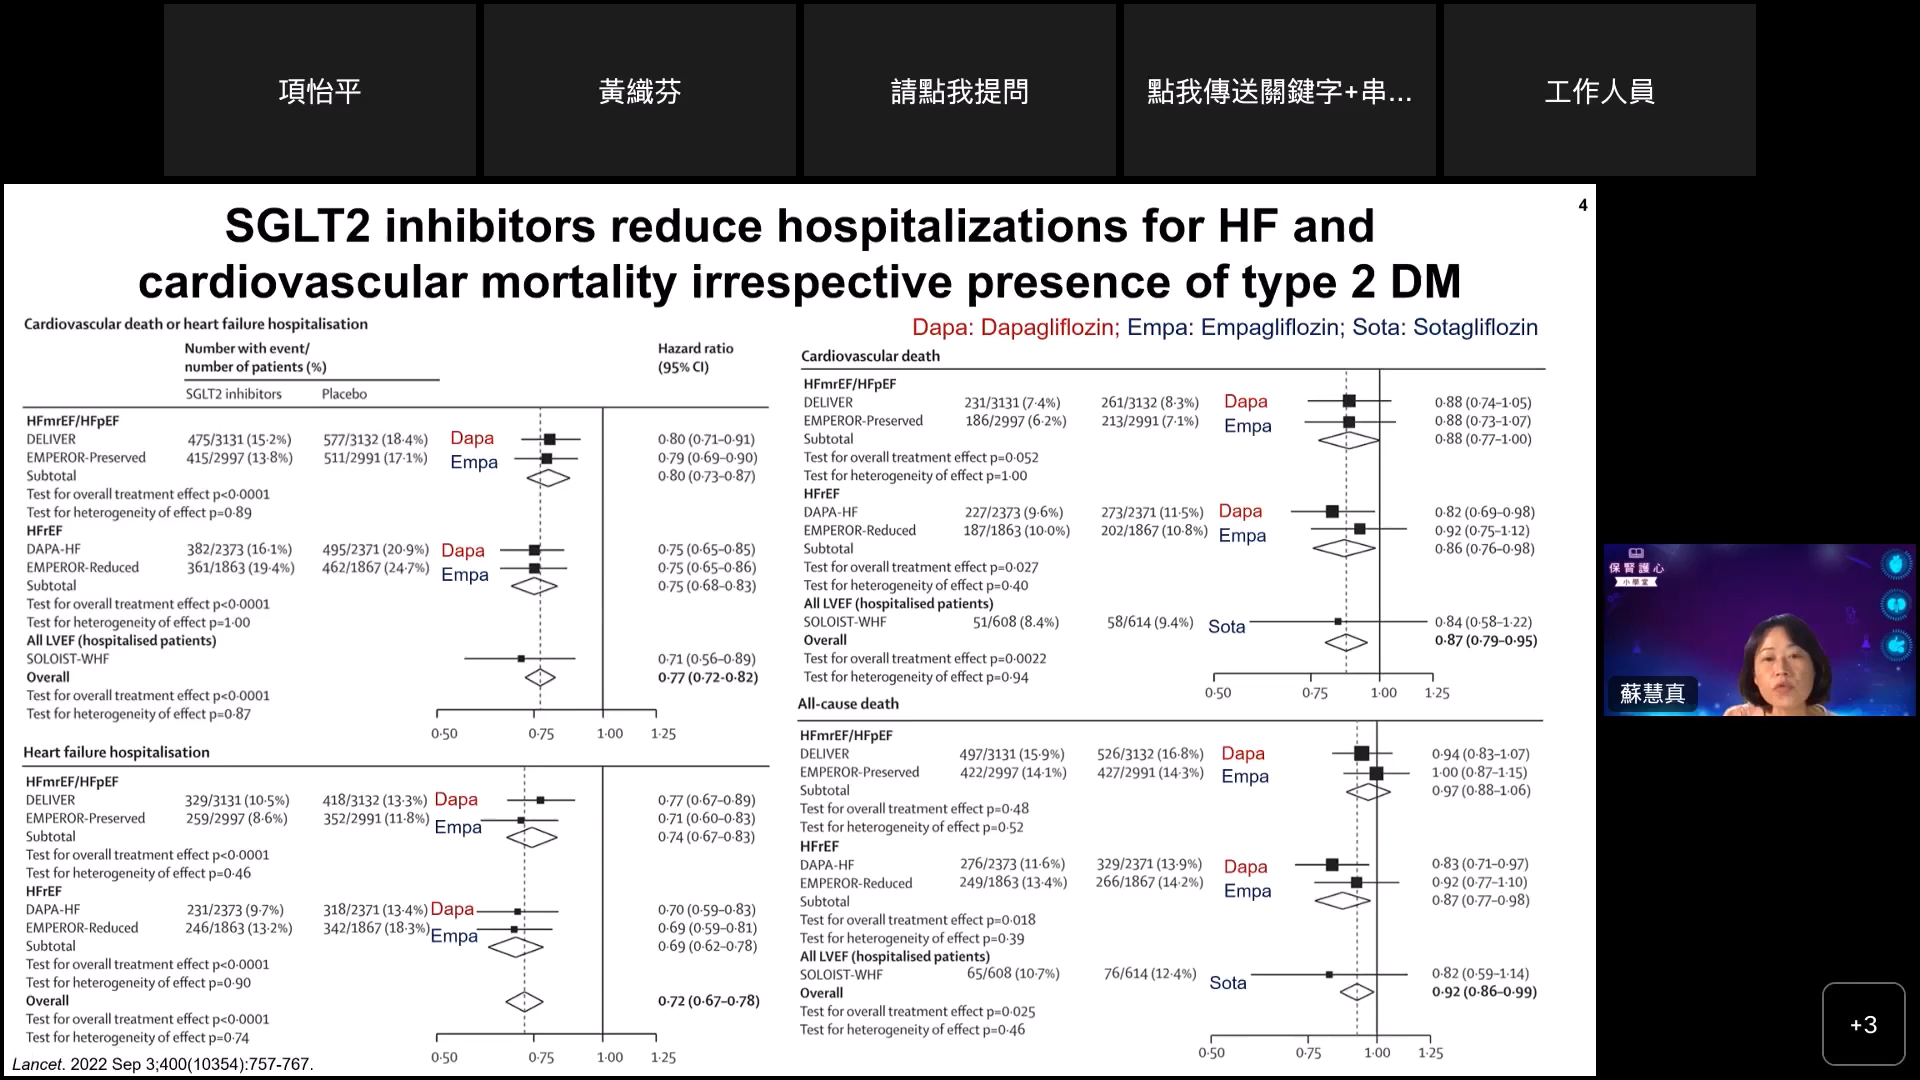 項怡平
黃織芬
請點我提問
點我傳送關鍵字+串...
工作人員
4
SGLT2 inhibitors reduce hospitalizations for HF and
cardiovascular mortality irrespective presence of type 2 DM
Dapa: Dapagliflozin; Empa: Empagliflozin; Sota: Sotagliflozin
Cardiovascular death or heart failure hospitalisation
Number with event/
number of patients (%)
Hazard ratio
(95% CI)
SGLT2 inhibitors Placebo
HFmrEF/HFpEF
DELIVER 475/3131 (15·2%) 577/3132 (18·4%) Dapa 0·80 (0·71–0·91)
EMPEROR-Preserved 415/2997 (13·8%) 511/2991 (17·1%) Empa 0·79 (0·69–0·90)
Subtotal 0·80 (0·73–0·87)
Test for overall treatment effect p<0·0001
Test for heterogeneity of effect p=0·89
HFrEF
DAPA-HF 382/2373 (16·1%) 495/2371 (20·9%) Dapa 0·75 (0·65–0·85)
EMPEROR-Reduced 361/1863 (19·4%) 462/1867 (24·7%) Empa 0·75 (0·65–0·86)
Subtotal 0·75 (0·68–0·83)
Test for overall treatment effect p<0·0001
Test for heterogeneity of effect p=1·00
All LVEF (hospitalised patients)
SOLOIST-WHF 0·71 (0·56–0·89)
Overall 0·77 (0·72-0·82)
Test for overall treatment effect p<0·0001
Test for heterogeneity of effect p=0·87
0·50 0·75 1·00 1·25
Heart failure hospitalisation
HFmrEF/HFpEF
DELIVER 329/3131 (10·5%) 418/3132 (13·3%) Dapa 0·77 (0·67–0·89)
EMPEROR-Preserved 259/2997 (8·6%) 352/2991 (11·8%) Empa 0·71 (0·60–0·83)
Subtotal 0·74 (0·67–0·83)
Test for overall treatment effect p<0·0001
Test for heterogeneity of effect p=0·46
HFrEF
DAPA-HF 231/2373 (9·7%) 318/2371 (13·4%) Dapa 0·70 (0·59–0·83)
EMPEROR-Reduced 246/1863 (13·2%) 342/1867 (18·3%) Empa 0·69 (0·59–0·81)
Subtotal 0·69 (0·62–0·78)
Test for overall treatment effect p<0·0001
Test for heterogeneity of effect p=0·90
Overall 0·72 (0·67–0·78)
Test for overall treatment effect p<0·0001
Test for heterogeneity of effect p=0·74
0·50 0·75 1·00 1·25
Lancet. 2022 Sep 3;400(10354):757-767.
Cardiovascular death
HFmrEF/HFpEF
DELIVER 231/3131 (7·4%) 261/3132 (8·3%) Dapa 0·88 (0·74–1·05)
EMPEROR-Preserved 186/2997 (6·2%) 213/2991 (7·1%) Empa 0·88 (0·73–1·07)
Subtotal 0·88 (0·77–1·00)
Test for overall treatment effect p=0·052
Test for heterogeneity of effect p=1·00
HFrEF
DAPA-HF 227/2373 (9·6%) 273/2371 (11·5%) Dapa 0·82 (0·69–0·98)
EMPEROR-Reduced 187/1863 (10·0%) 202/1867 (10·8%) Empa 0·92 (0·75–1·12)
Subtotal 0·86 (0·76–0·98)
Test for overall treatment effect p=0·027
Test for heterogeneity of effect p=0·40
All LVEF (hospitalised patients)
SOLOIST-WHF 51/608 (8·4%) 58/614 (9·4%) Sota 0·84 (0·58–1·22)
Overall 0·87 (0·79–0·95)
Test for overall treatment effect p=0·0022
Test for heterogeneity of effect p=0·94
0·50 0·75 1·00 1·25
All-cause death
HFmrEF/HFpEF
DELIVER 497/3131 (15·9%) 526/3132 (16·8%) Dapa 0·94 (0·83–1·07)
EMPEROR-Preserved 422/2997 (14·1%) 427/2991 (14·3%) Empa 1·00 (0·87–1·15)
Subtotal 0·97 (0·88–1·06)
Test for overall treatment effect p=0·48
Test for heterogeneity of effect p=0·52
HFrEF
DAPA-HF 276/2373 (11·6%) 329/2371 (13·9%) Dapa 0·83 (0·71–0·97)
EMPEROR-Reduced 249/1863 (13·4%) 266/1867 (14·2%) Empa 0·92 (0·77–1·10)
Subtotal 0·87 (0·77–0·98)
Test for overall treatment effect p=0·018
Test for heterogeneity of effect p=0·39
All LVEF (hospitalised patients)
SOLOIST-WHF 65/608 (10·7%) 76/614 (12·4%) Sota 0·82 (0·59–1·14)
Overall 0·92 (0·86–0·99)
Test for overall treatment effect p=0·025
Test for heterogeneity of effect p=0·46
0·50 0·75 1·00 1·25
保腎護心
小學堂
蘇慧真
+3